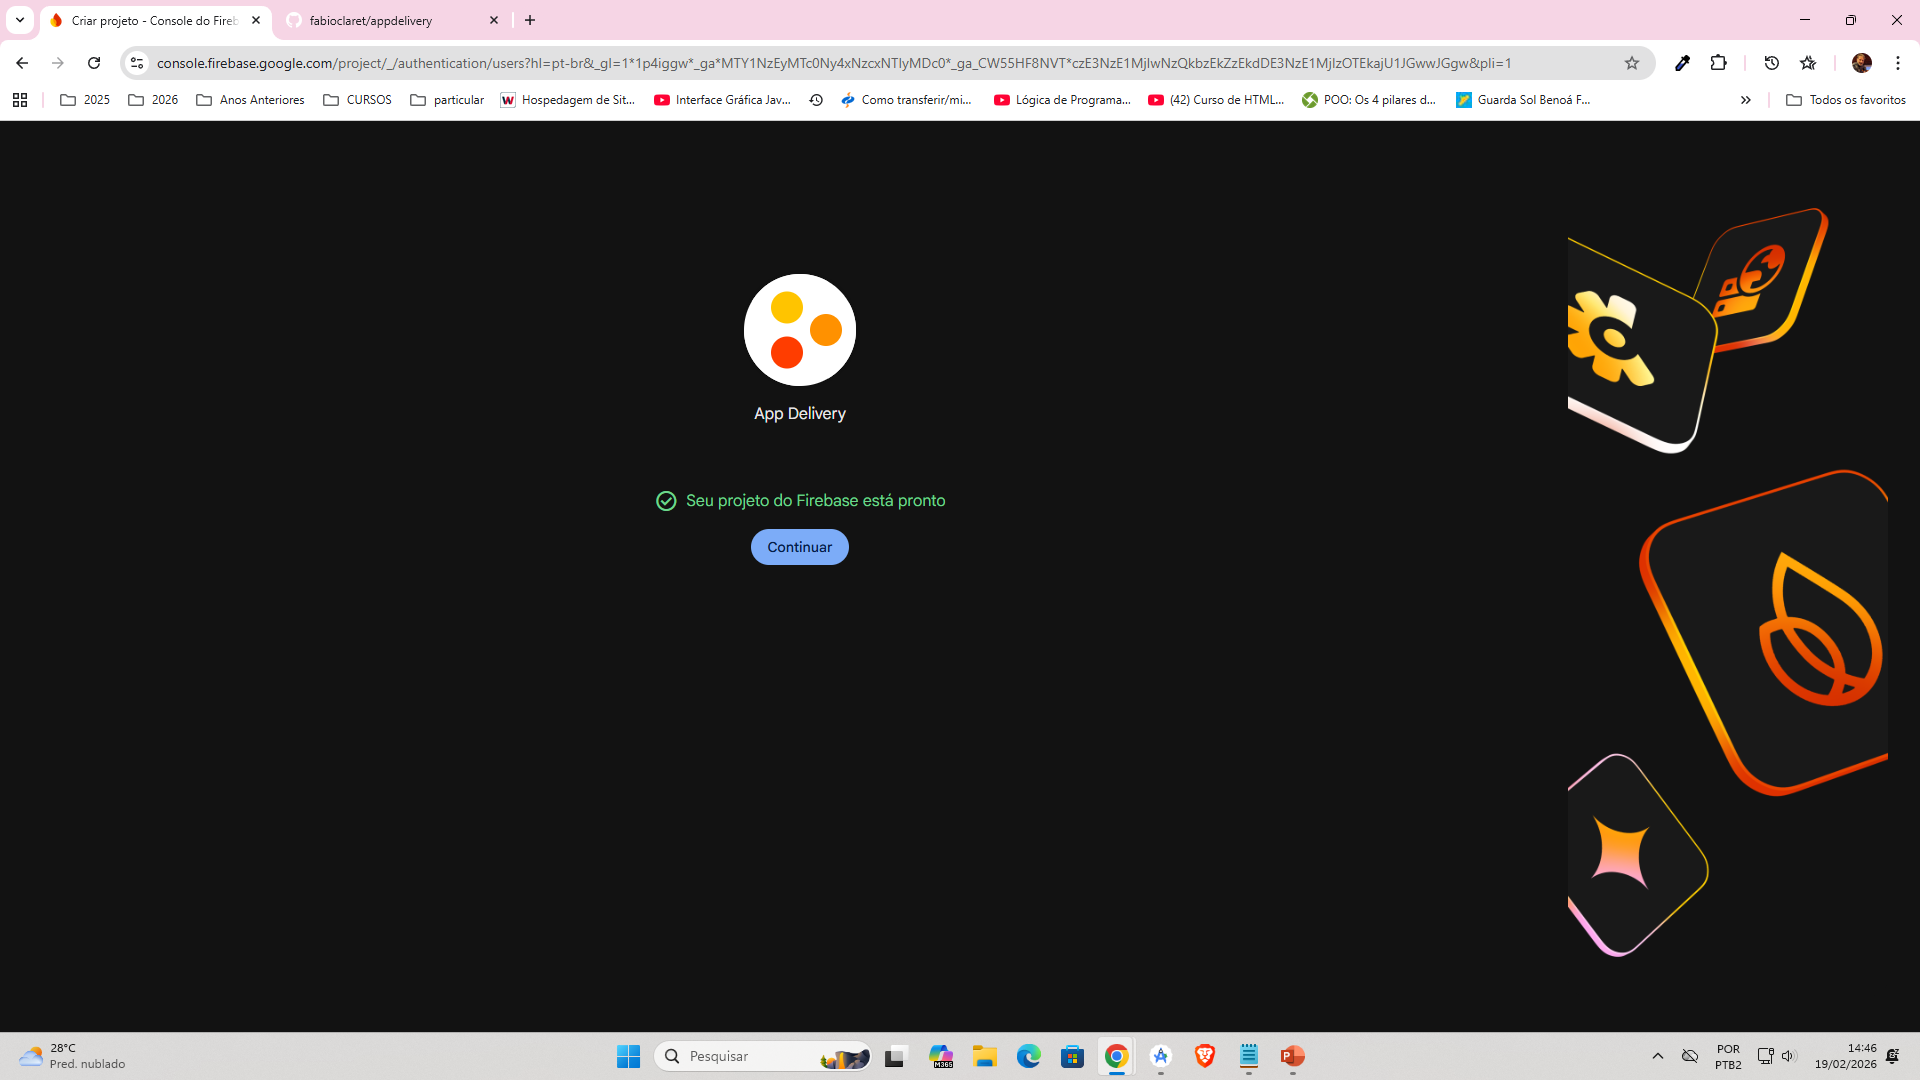 Criar projeto - Console do Fireb
fabioclaret/appdelivery
console.firebase.google.com/project/_/authentication/users?hl=pt-br&_gl=1*1p4iggw*_ga*MTY1NzEyMTc0Ny4xNzcxNTIyMDc0*_ga_CW55HF8NVT*czE3NzE1MjIwNzQkbzEkZzEkdDE3NzE1MjIzOTEkajU1JGwwJGgw&pli=1
2025
2026
Anos Anteriores
CURSOS
particular
Hospedagem de Sit...
Interface Gráfica Jav...
Como transferir/mi...
Lógica de Programa...
(42) Curso de HTML...
POO: Os 4 pilares d...
Guarda Sol Benoá F...
Todos os favoritos
App Delivery
Seu projeto do Firebase está pronto
Continuar
28°C
Pred. nublado
Pesquisar
M365
POR
PTB2
14:46
19/02/2026